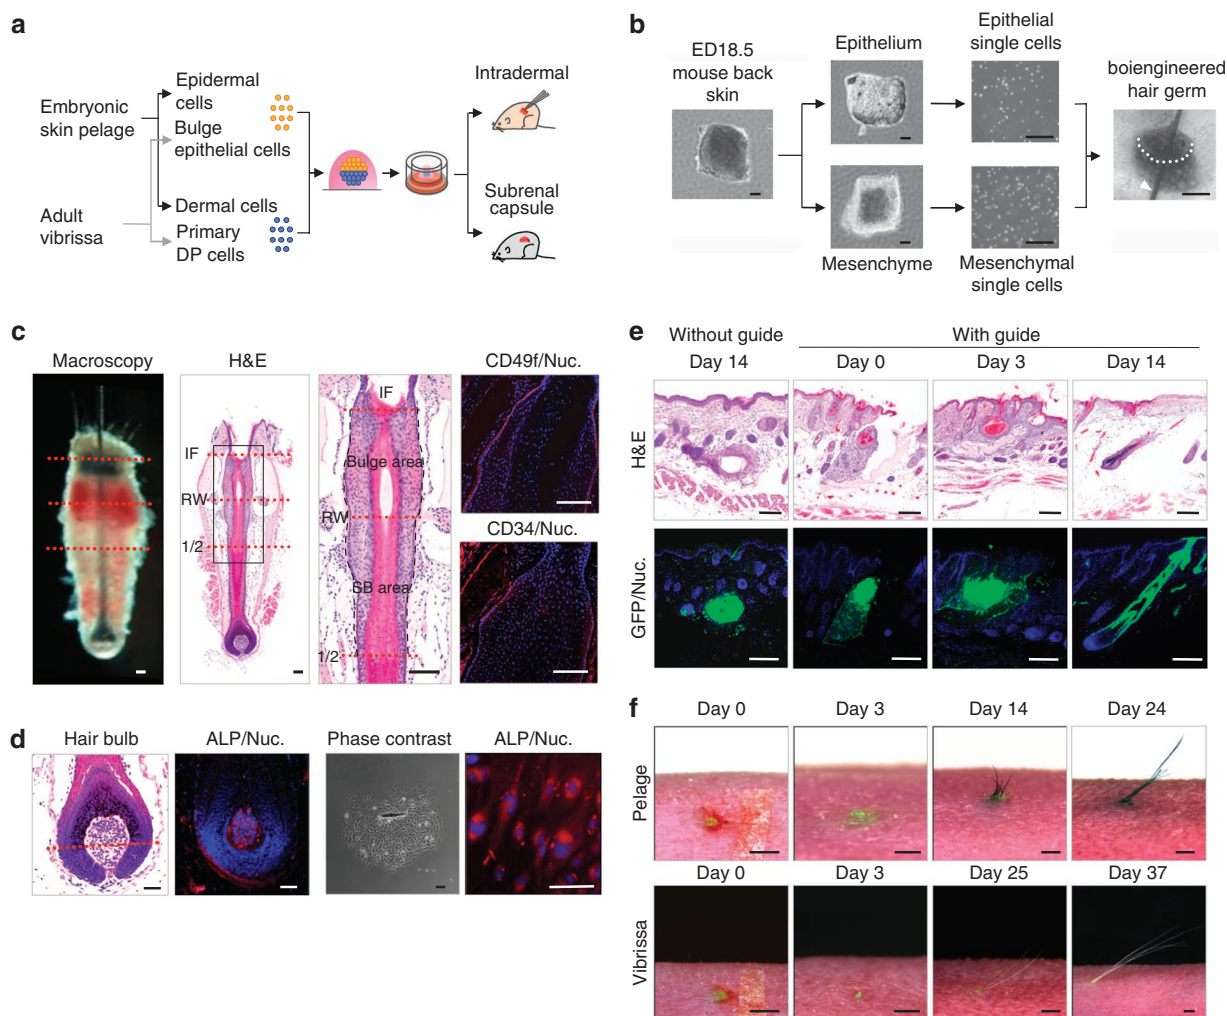 a
Embryonic
skin pelage
Adult
vibrissa
Epidermal
cells
Bulge
epithelial cells
Dermal cells
Primary
DP cells
Intradermal
Subrenal
capsule
b
ED18.5
mouse back
skin
Epithelium
Mesenchyme
Epithelial
single cells
Mesenchymal
single cells
boiengineered
hair germ
c
Macroscopy
H&E
IF
RW
1/2
IF
Bulge area
RW
SB area
1/2
CD49f/Nuc.
CD34/Nuc.
d
Hair bulb
ALP/Nuc.
Phase contrast
ALP/Nuc.
e
Without guide
With guide
Day 14
Day 0
Day 3
Day 14
H&E
GFP/Nuc.
f
Day 0
Day 3
Day 14
Day 24
Pelage
Day 0
Day 3
Day 25
Day 37
Vibrissa